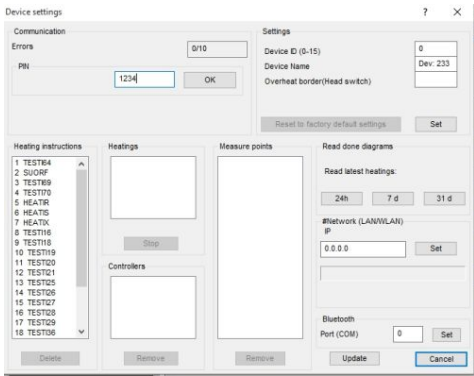 Device settings
? ×
Communication
Errors
0/10
PIN
1234
OK
Settings
Device ID (0-15)
0
Device Name
Dev: 233
Overheat border(Head switch)
Reset to factory default settings
Set
Heating instructions
1 TESTI64
2 SUORF
3 TESTI69
4 TESTI70
5 HEATIR
6 HEATIS
7 HEATIX
8 TESTI16
9 TESTI18
10 TESTI19
11 TESTI20
12 TESTI21
13 TESTI25
14 TESTI26
15 TESTI27
16 TESTI28
17 TESTI29
18 TESTI36
Delete
Heatings
Stop
Controllers
Remove
Measure points
Remove
Read done diagrams
Read latest heatings:
24h
7 d
31 d
#Network (LAN/WLAN)
IP
0.0.0.0
Set
Bluetooth
Port (COM)
0
Set
Update
Cancel